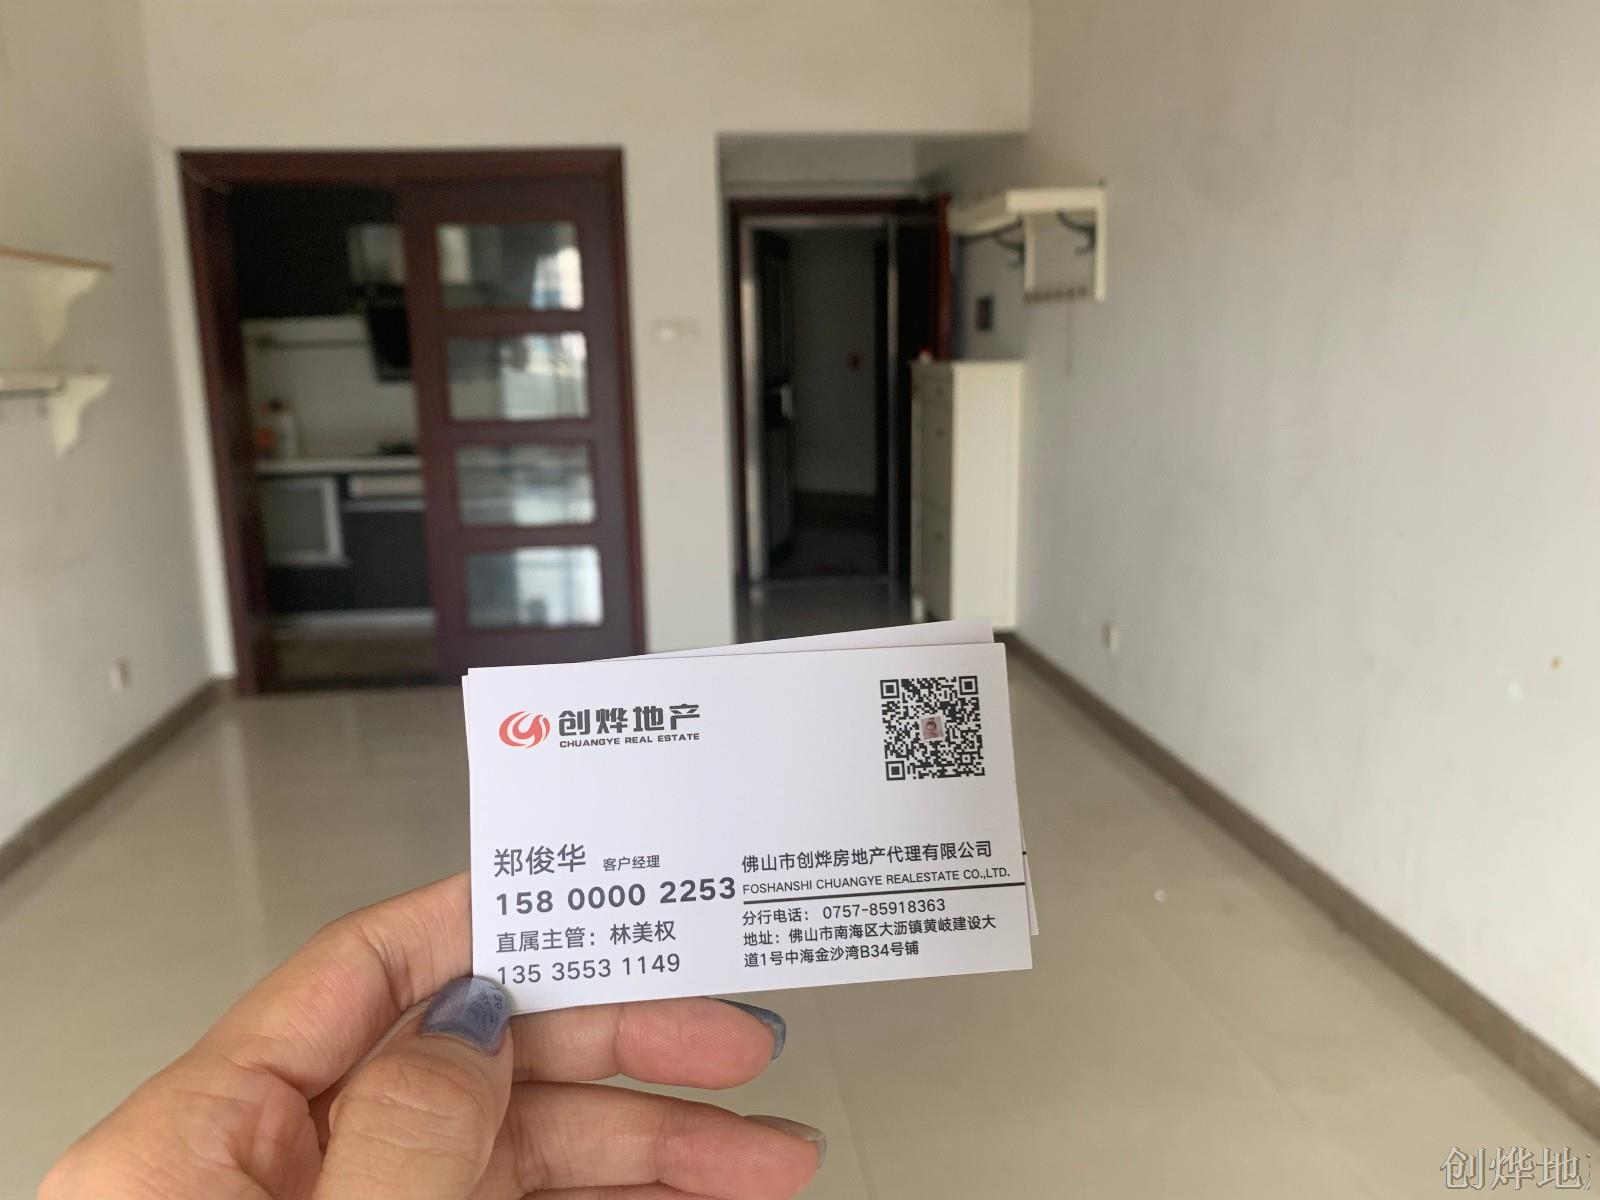 创烨地产
CHUANGYE REAL ESTATE
郑俊华 客户经理
158 0000 2253
直属主管：林美权
135 3553 1149
佛山市创烨房地产代理有限公司
FOSHANSHI CHUANGYE REALESTATE CO.,LTD.
分行电话： 0757-85918363
地址：佛山市南海区大沥镇黄岐建设大
道1号中海金沙湾B34号铺
创烨地